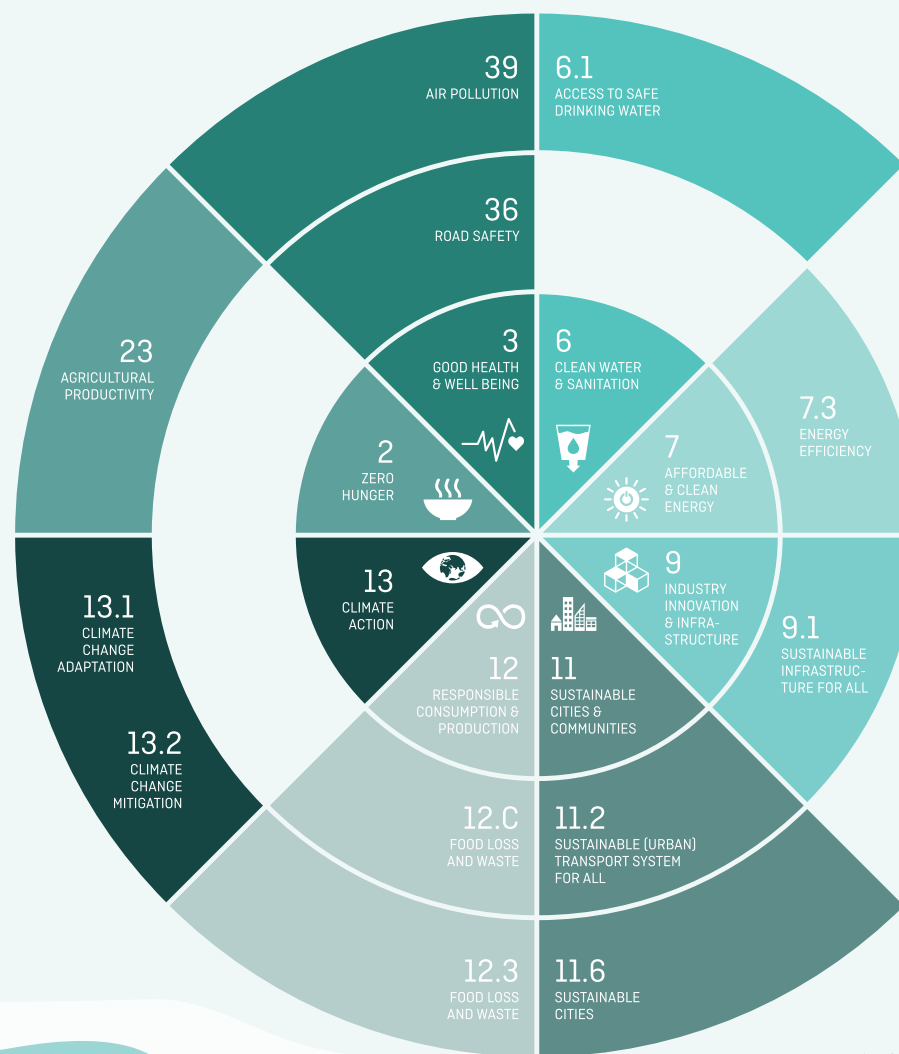 39
AIR POLLUTION
6.1
ACCESS TO SAFE
DRINKING WATER
36
ROAD SAFETY
3
GOOD HEALTH
& WELL BEING
6
CLEAN WATER
& SANITATION
23
AGRICULTURAL
PRODUCTIVITY
2
ZERO
HUNGER
7
AFFORDABLE
& CLEAN
ENERGY
7.3
ENERGY
EFFICIENCY
13.1
CLIMATE
CHANGE
ADAPTATION
13.2
CLIMATE
CHANGE
MITIGATION
13
CLIMATE
ACTION
9
INDUSTRY
INNOVATION
& INFRA-
STRUCTURE
9.1
SUSTAINABLE
INFRASTRUC-
TURE FOR ALL
12
RESPONSIBLE
CONSUMPTION &
PRODUCTION
11
SUSTAINABLE
CITIES &
COMMUNITIES
12.C
FOOD LOSS
AND WASTE
11.2
SUSTAINABLE (URBAN)
TRANSPORT SYSTEM
FOR ALL
12.3
FOOD LOSS
AND WASTE
11.6
SUSTAINABLE
CITIES